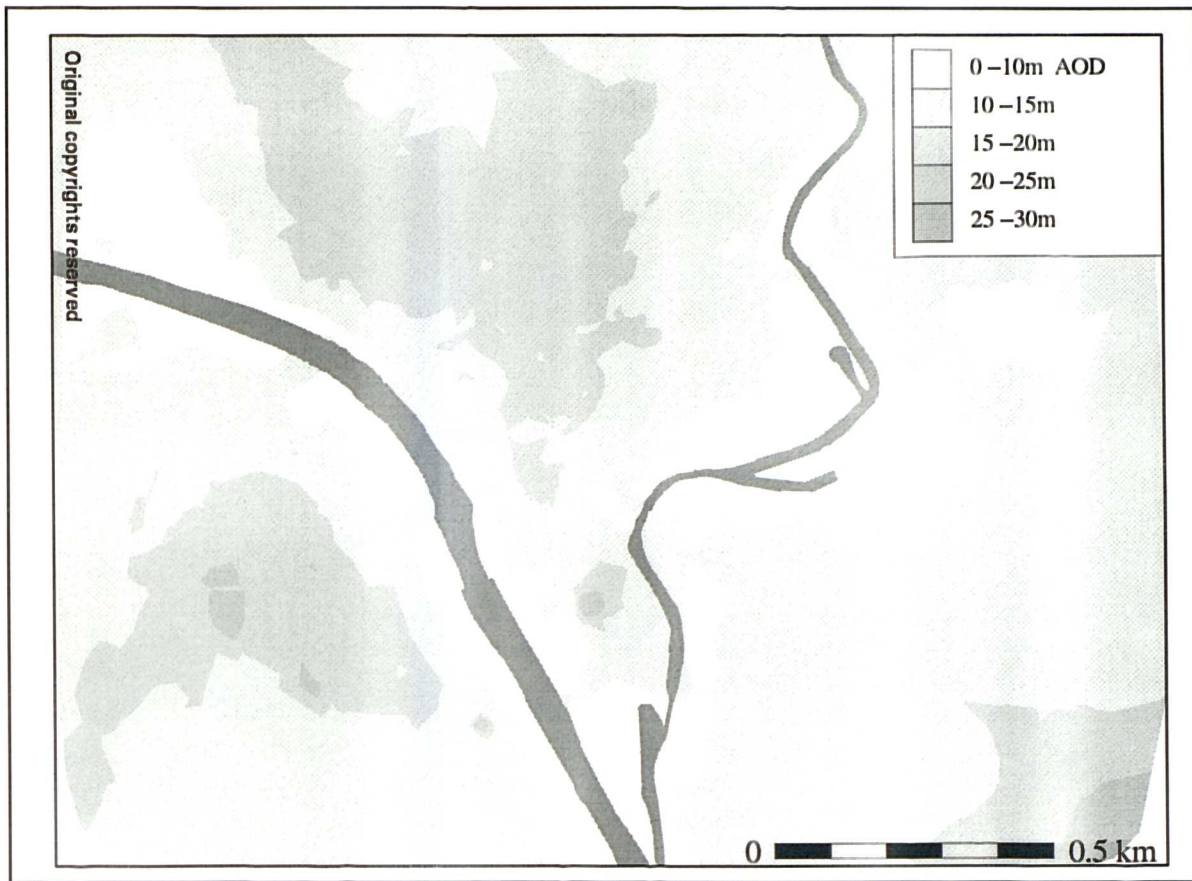 Original copyrights reserved
0 –10m AOD
10 –15m
15 –20m
20 –25m
25 –30m
0 0.5 km